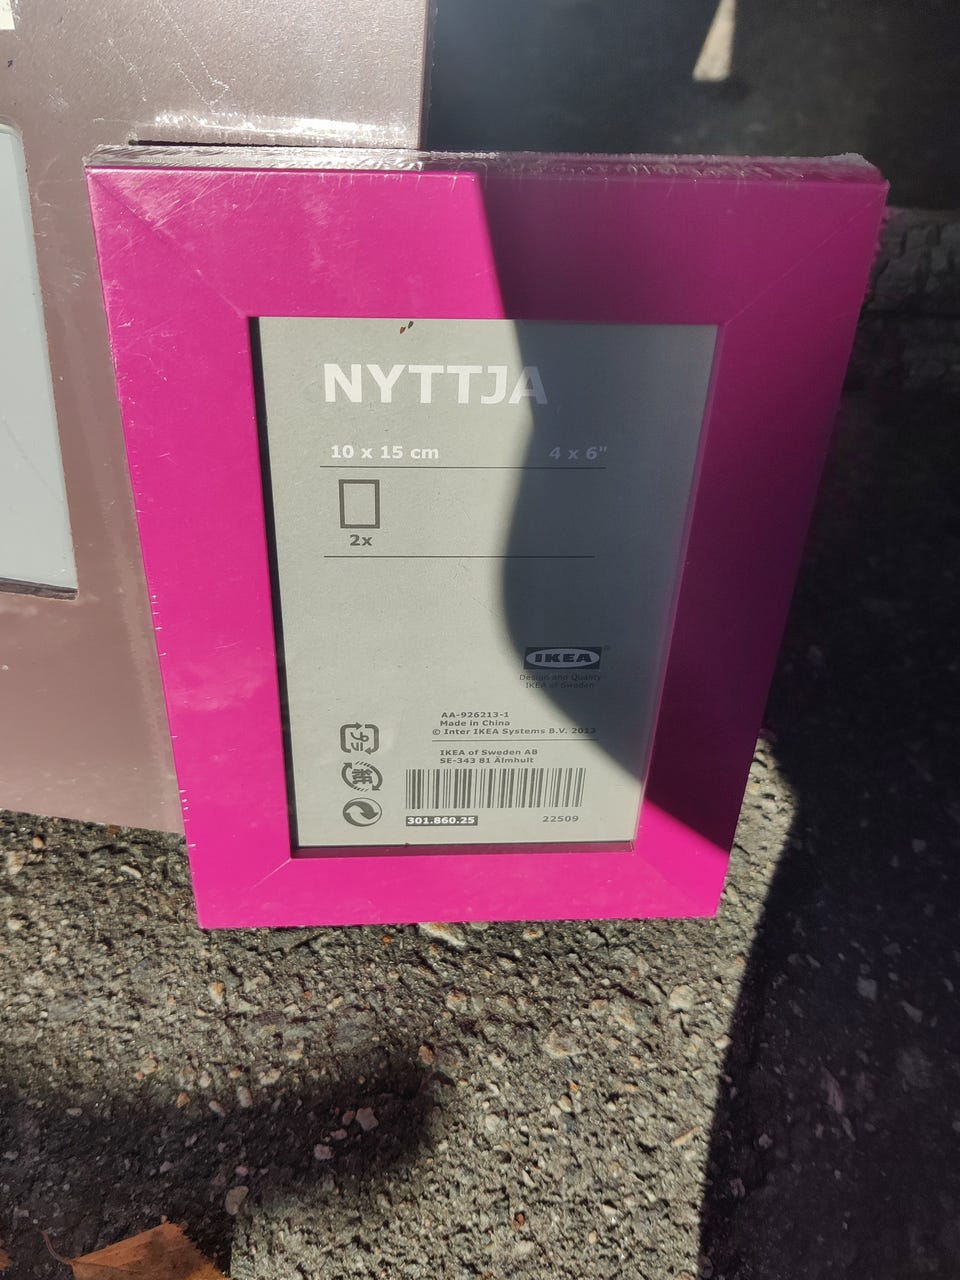 NYTTJA
10 x 15 cm 4 x 6"
2x
IKEA
Design and Quality
IKEA of Sweden
AA-926213-1
Made in China
© Inter IKEA Systems B.V. 2013
IKEA of Sweden AB
SE-343 81 Älmhult
301.860.25 22509